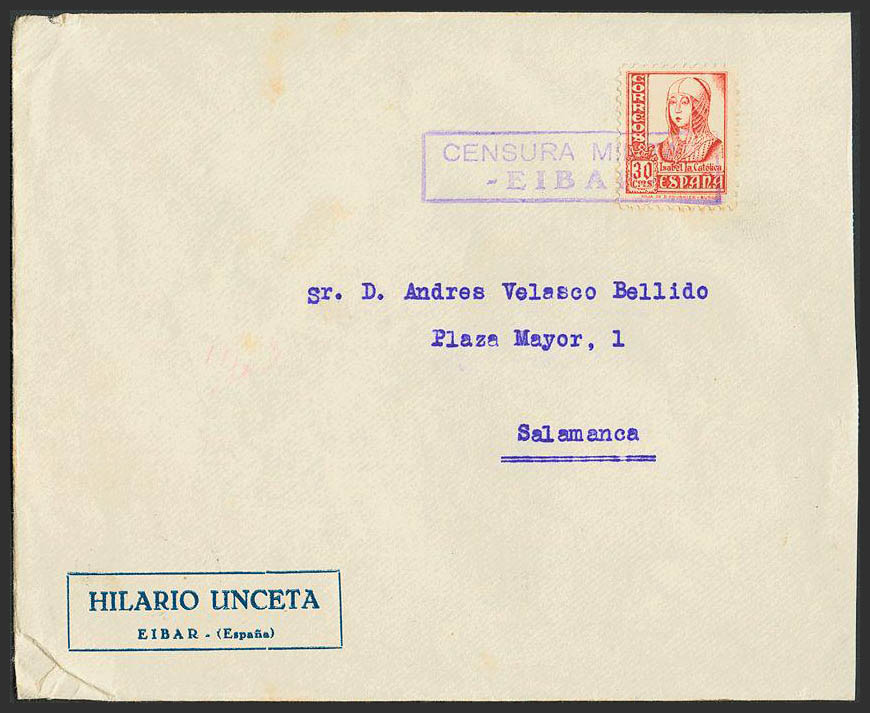 CENSURA
- EIBA
CORREOS
30
CTS.
Isabel la Católica
ESPAÑA
Sr. D. Andres Velasco Bellido
Plaza Mayor, 1
Salamanca
HILARIO UNCETA
EIBAR - (España)